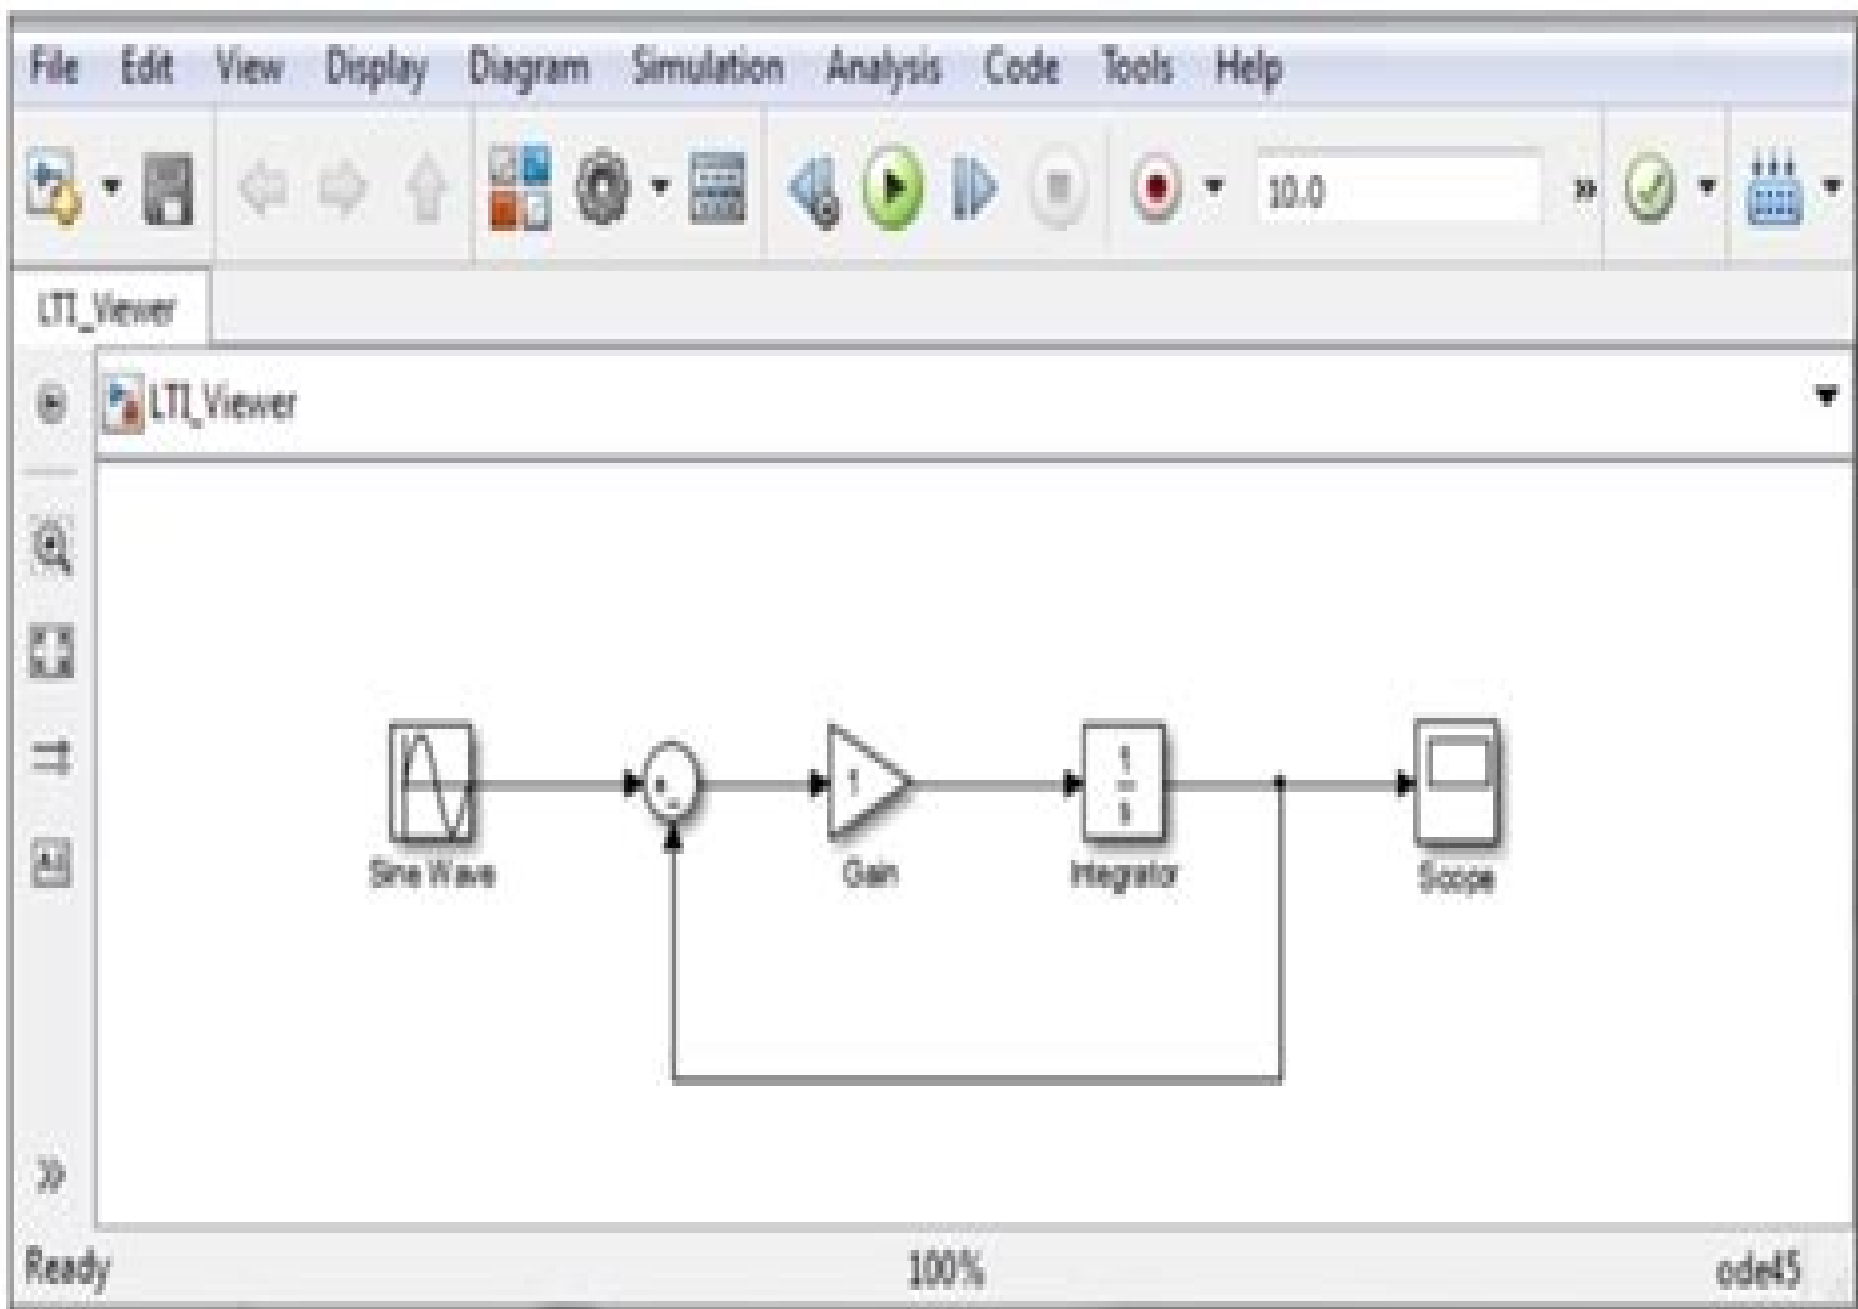 File Edit View Display Diagram Simulation Analysis Code Tools Help
10.0
LTI_Viewer
LTI_Viewer
1
1
s
Sine Wave
Gain
Integrator
Scope
Ready 100% ode45